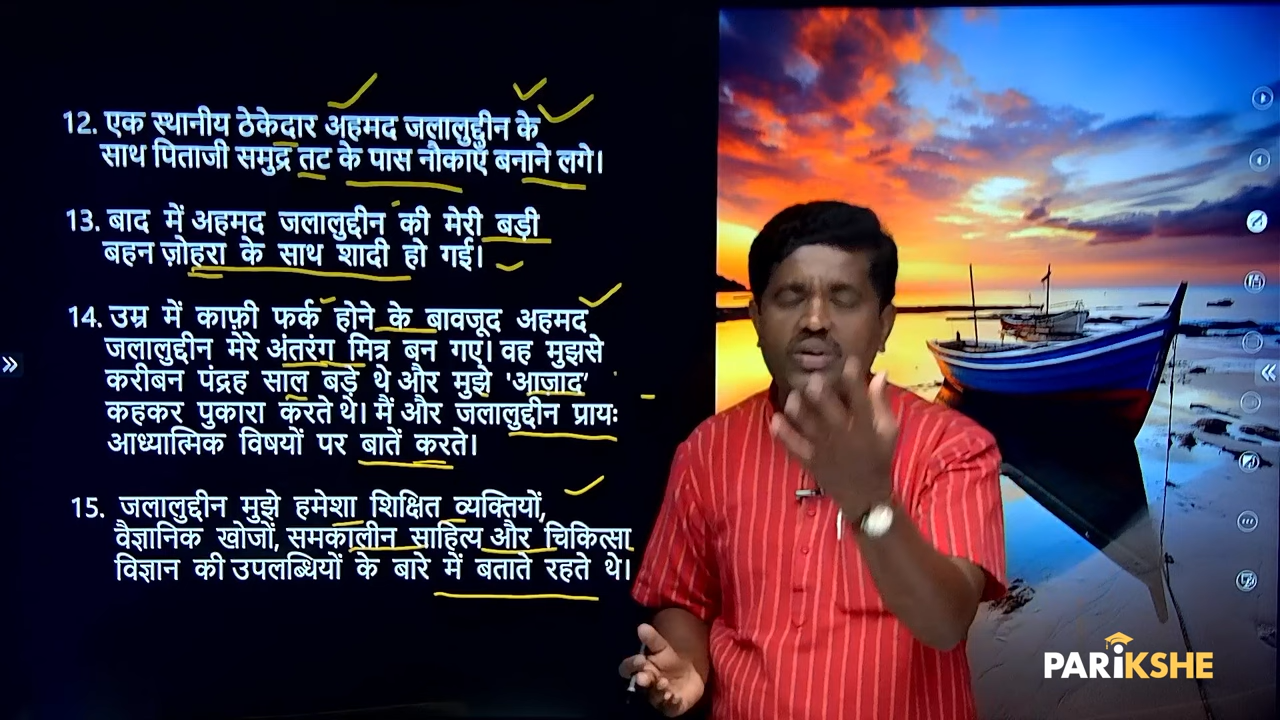 12. एक स्थानीय ठेकेदार अहमद जलालुद्दीन के
साथ पिताजी समुद्र तट के पास नौकाएँ बनाने लगे।
13. बाद में अहमद जलालुद्दीन की मेरी बड़ी
बहन ज़ोहरा के साथ शादी हो गई।
14. उम्र में काफ़ी फर्क होने के बावजूद अहमद
जलालुद्दीन मेरे अंतरंग मित्र बन गए। वह मुझसे
करीबन पंद्रह साल बड़े थे और मुझे 'आजाद'
कहकर पुकारा करते थे। मैं और जलालुद्दीन प्रायः
आध्यात्मिक विषयों पर बातें करते।
15. जलालुद्दीन मुझे हमेशा शिक्षित व्यक्तियों,
वैज्ञानिक खोजों, समकालीन साहित्य और चिकित्सा
विज्ञान की उपलब्धियों के बारे में बताते रहते थे।
PARIKSHE